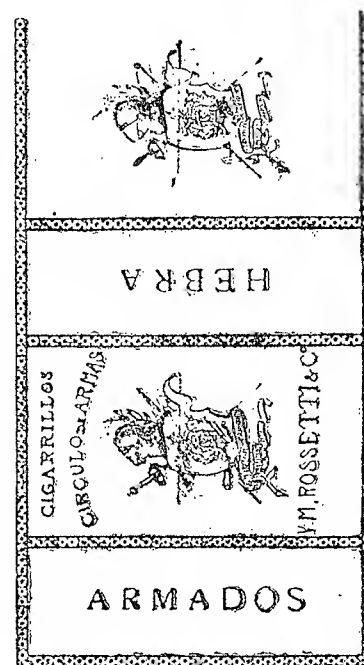 HEBRA
CIGARRILLOS
CIRCULO DE ARMAS
V. M. ROSSETTI & Cº
ARMADOS